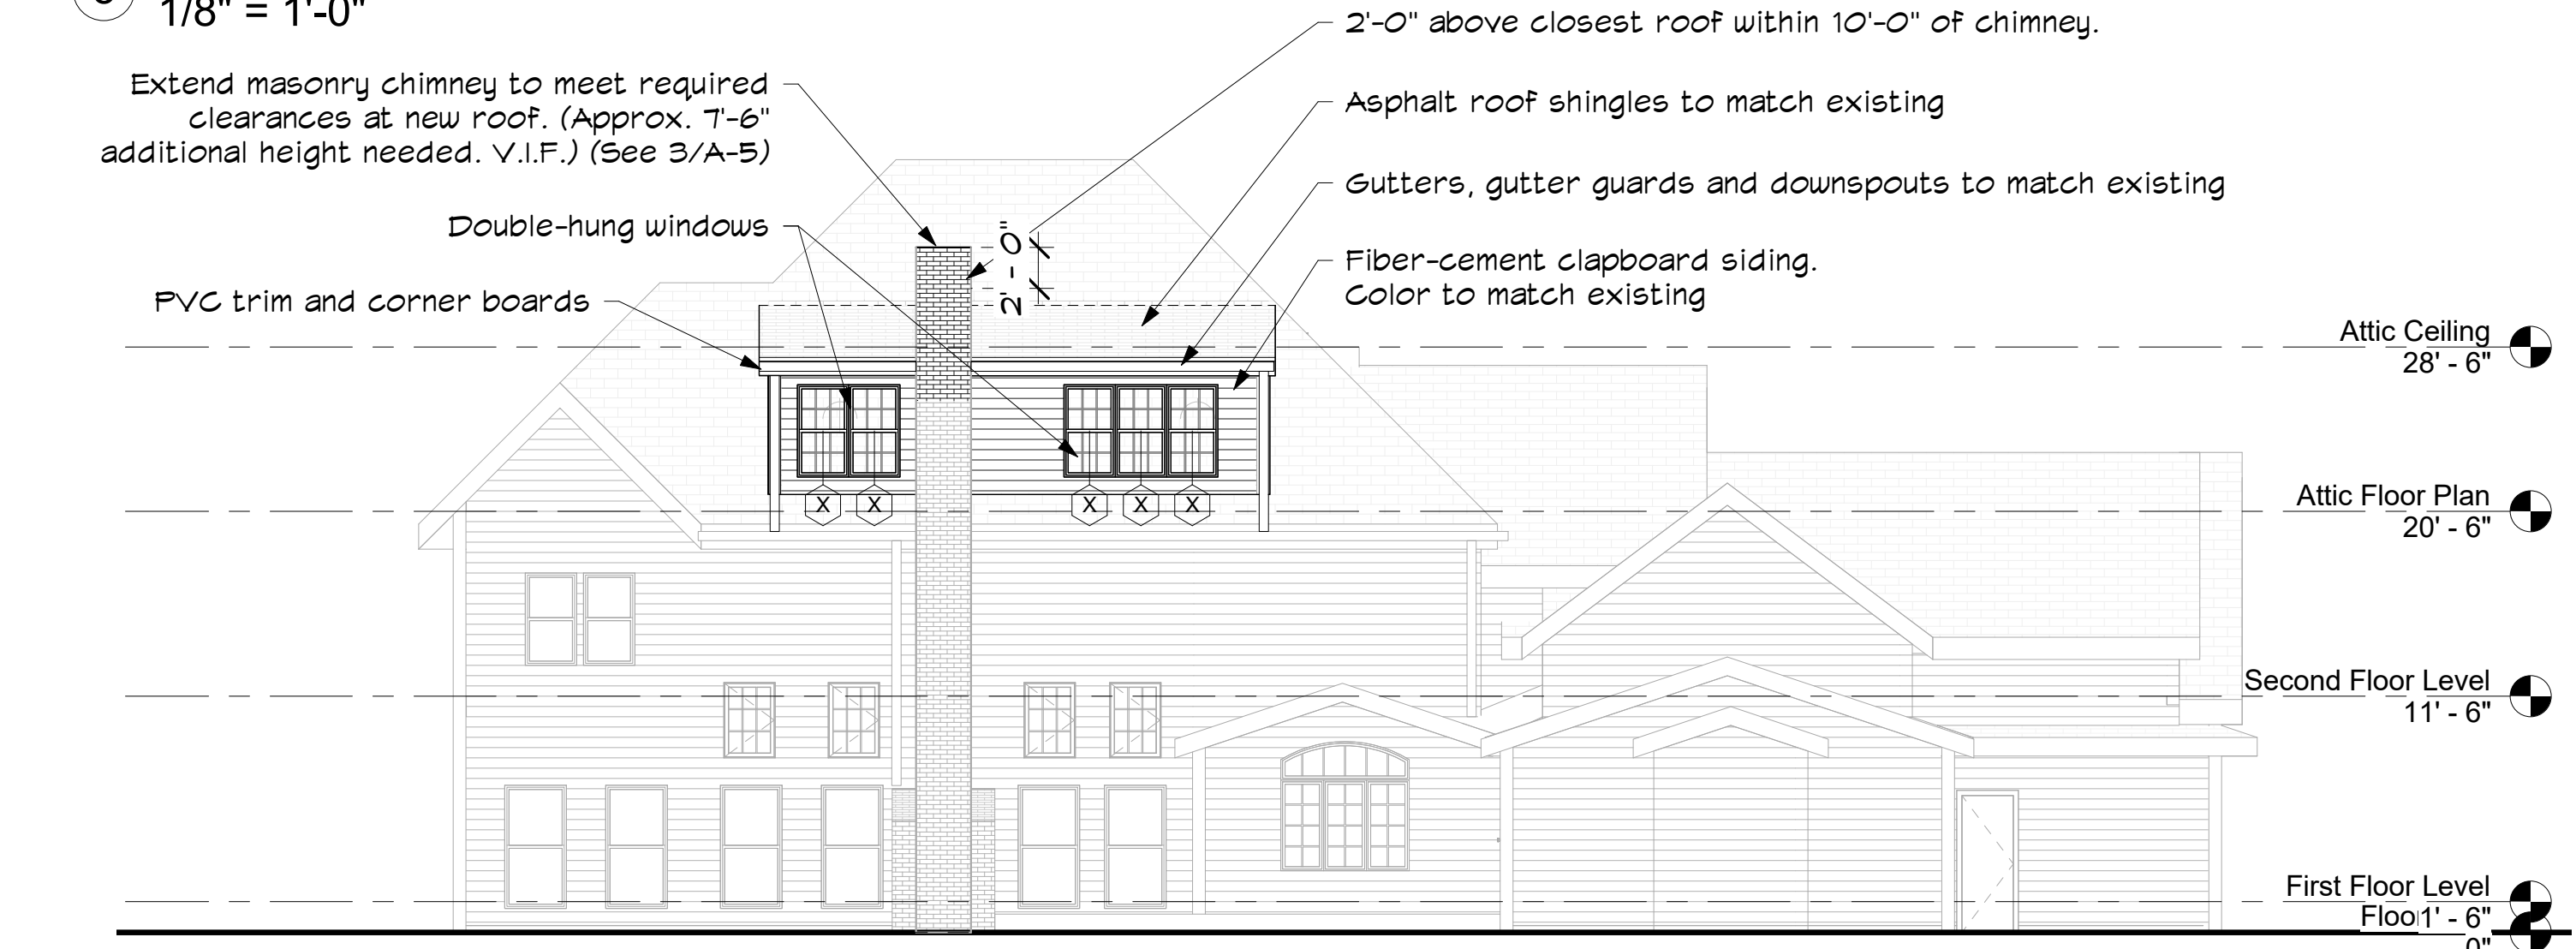 1/8" = 1'-0"
2'-0" above closest roof within 10'-0" of chimney.
Extend masonry chimney to meet required
clearances at new roof. (Approx. 7'-6"
additional height needed. V.I.F.) (See 3/A-5)
Asphalt roof shingles to match existing
Gutters, gutter guards and downspouts to match existing
Double-hung windows
2' - 0"
Fiber-cement clapboard siding.
Color to match existing
PVC trim and corner boards
Attic Ceiling
28' - 6"
X X X X X
Attic Floor Plan
20' - 6"
Second Floor Level
11' - 6"
First Floor Level
1' - 6"
Floo
0"